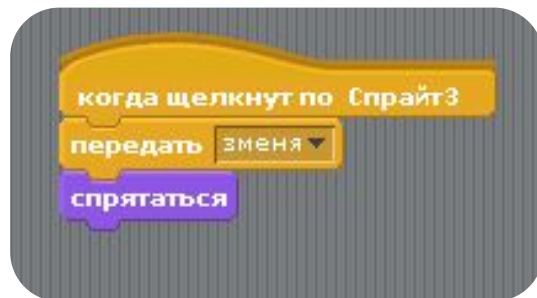 когда щелкнут по Спрайт3
передать зменя
спрятаться